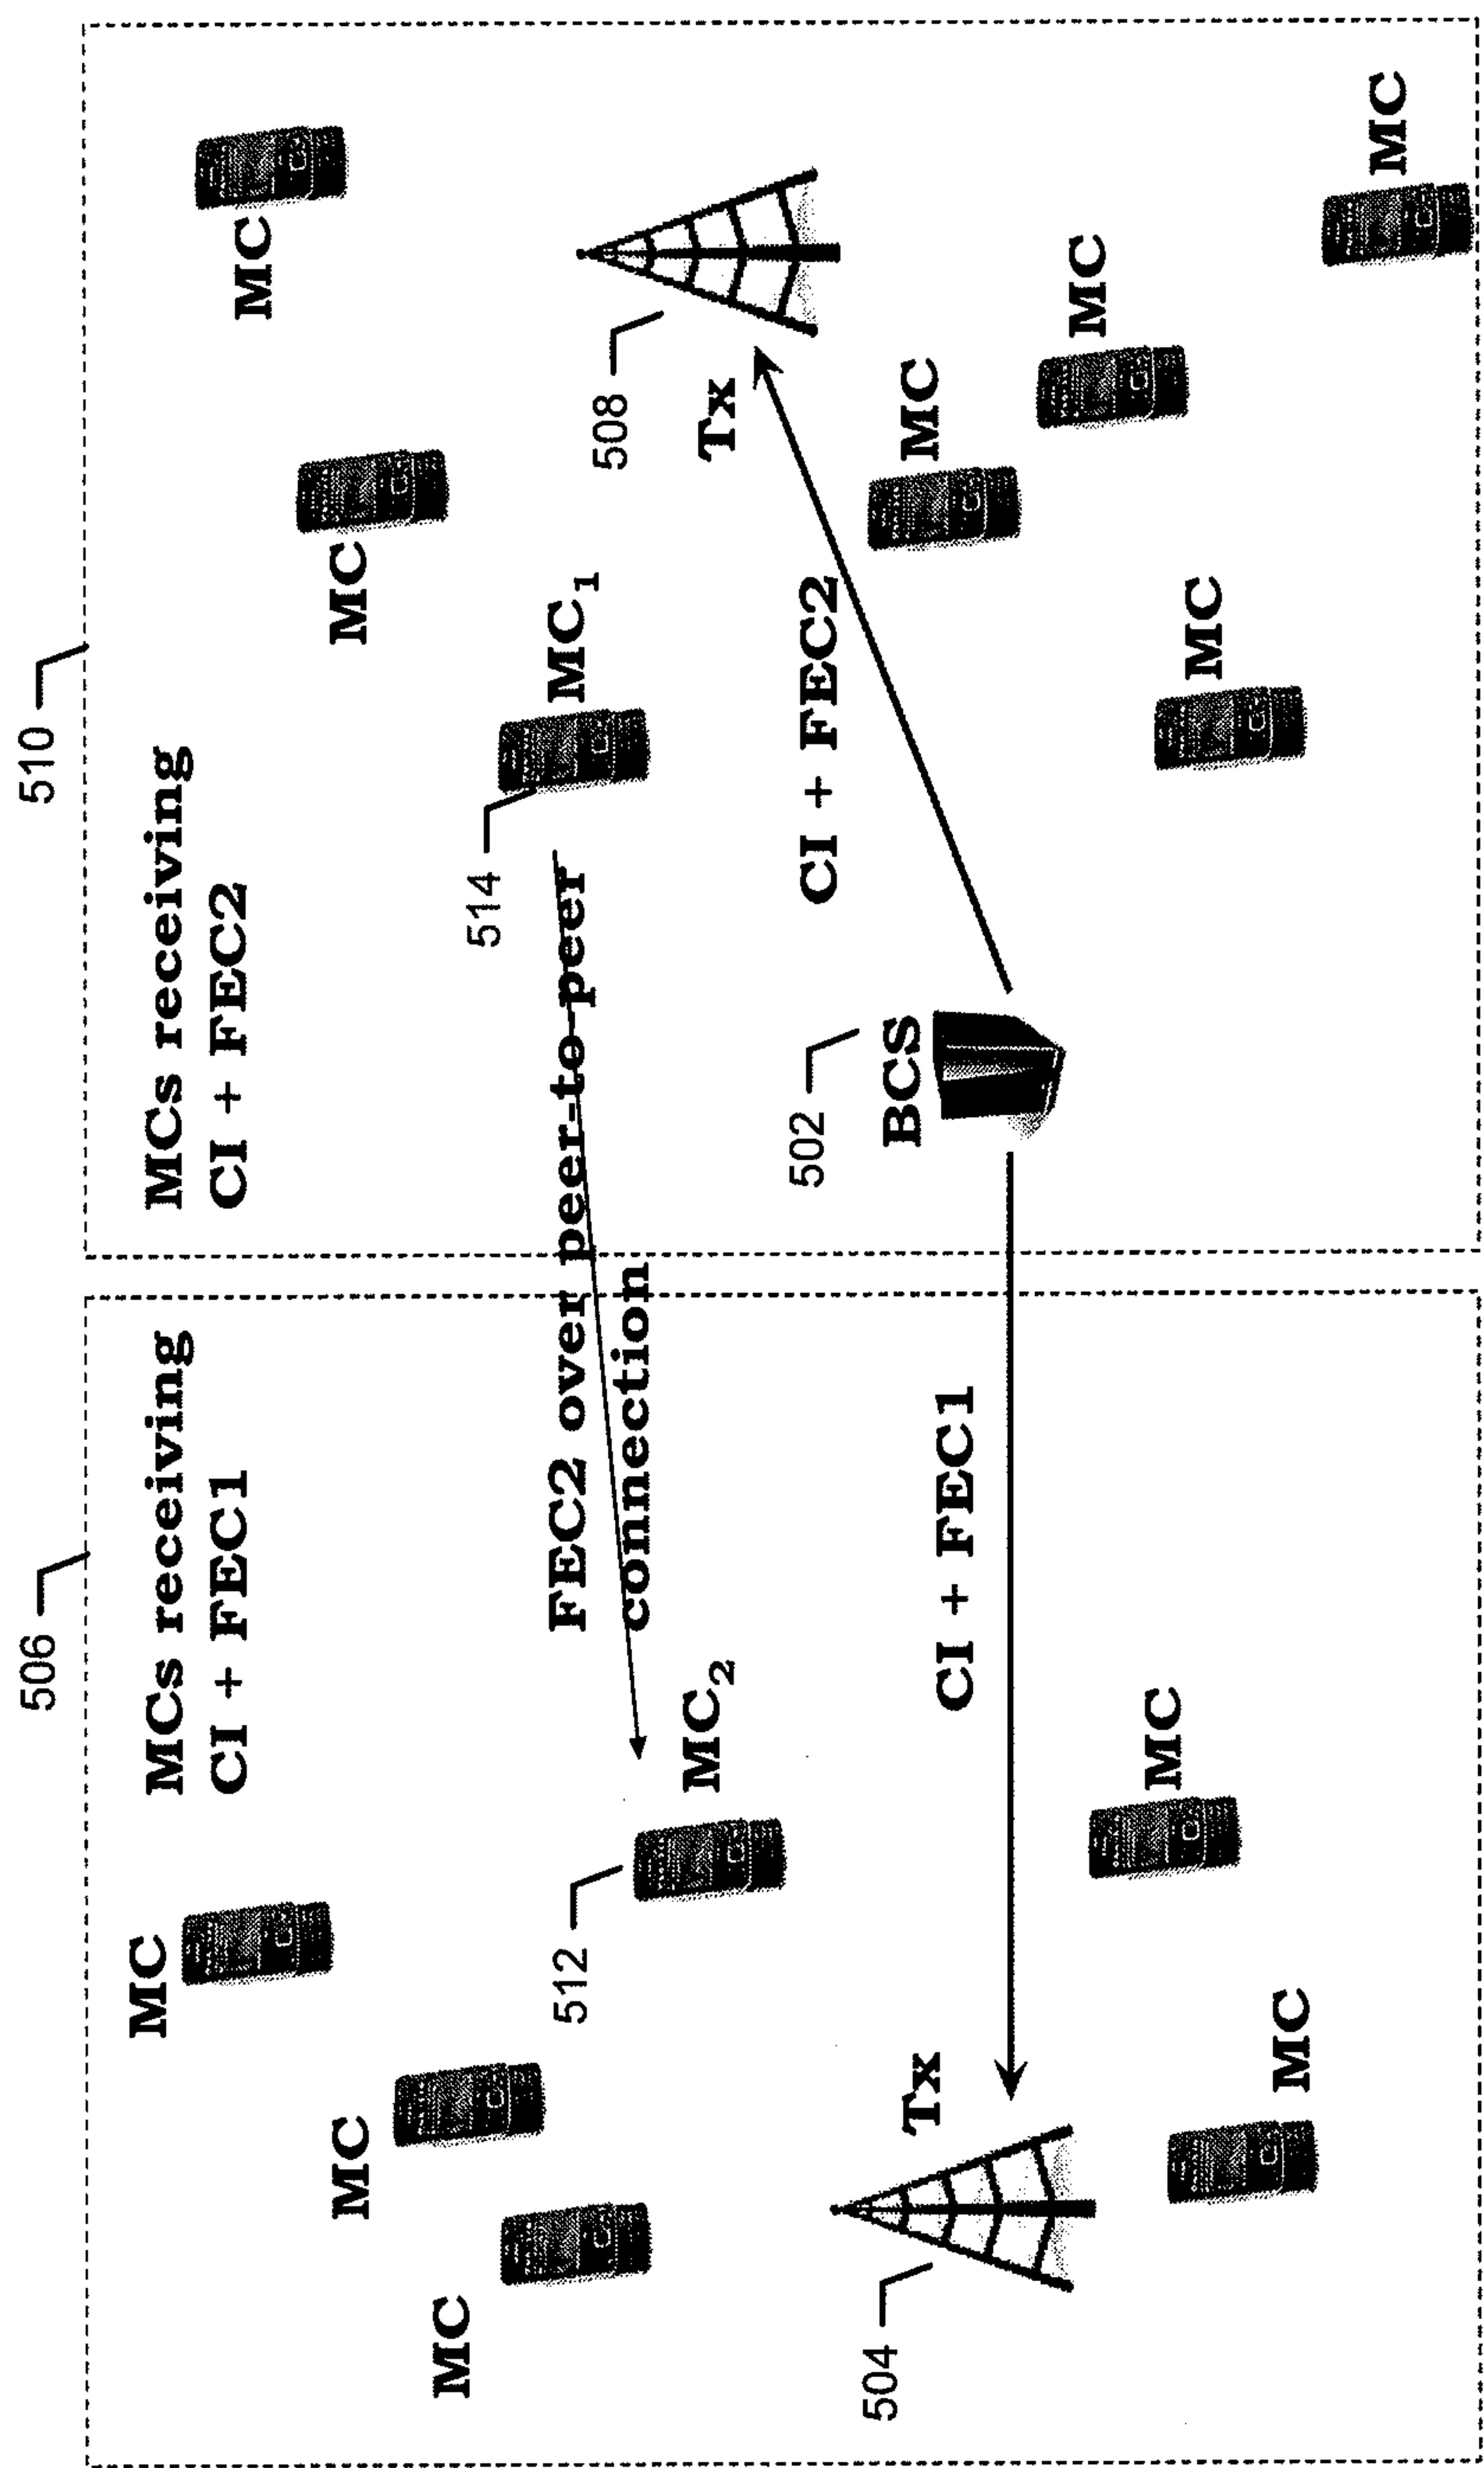 506
MCs receiving
CI + FEC1
MC
MC
MC
512
MC₂
504
Tx
CI + FEC1
MC
MC
FEC2 over peer-to-peer
connection
510
MCs receiving
CI + FEC2
MC
MC
514
MC₁
508
Tx
CI + FEC2
502
BCS
MC
MC
MC
MC